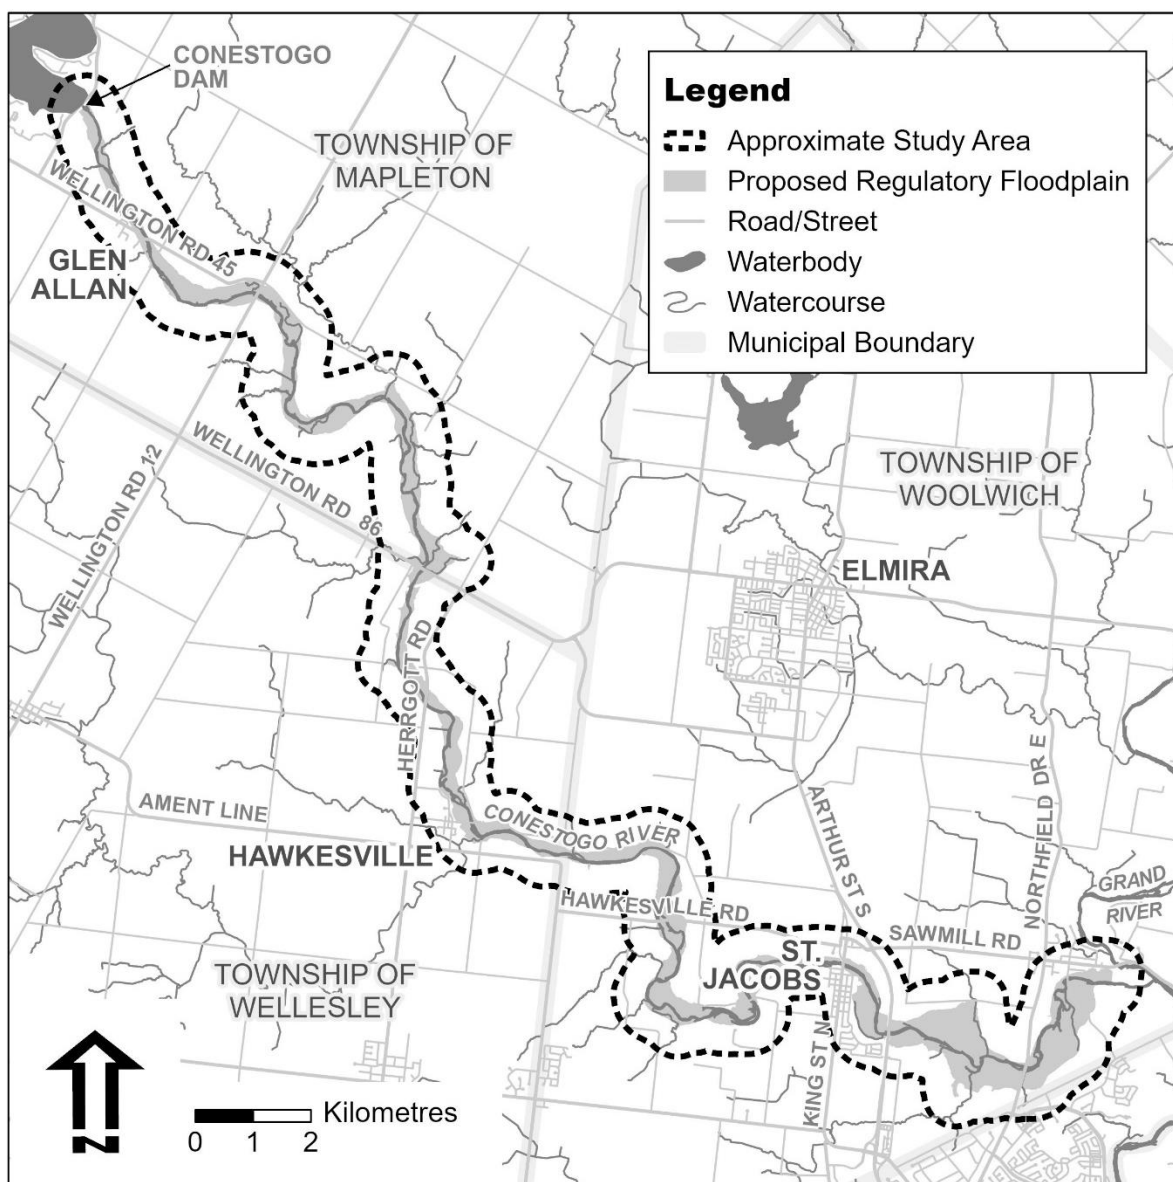 CONESTOGO
DAM
Legend
Approximate Study Area
Proposed Regulatory Floodplain
Road/Street
Waterbody
Watercourse
Municipal Boundary
TOWNSHIP OF
MAPLETON
WELLINGTON RD 45
GLEN
ALLAN
WELLINGTON RD 86
WELLINGTON RD 12
TOWNSHIP OF
WOOLWICH
ELMIRA
HERRGOTT RD
NORTHFIELD DR E
AMENT LINE
CONESTOGO RIVER
ARTHUR ST S
HAWKESVILLE
GRAND
RIVER
HAWKESVILLE RD
SAWMILL RD
ST.
JACOBS
TOWNSHIP OF
WELLESLEY
KING ST N
N
Kilometres
0 1 2